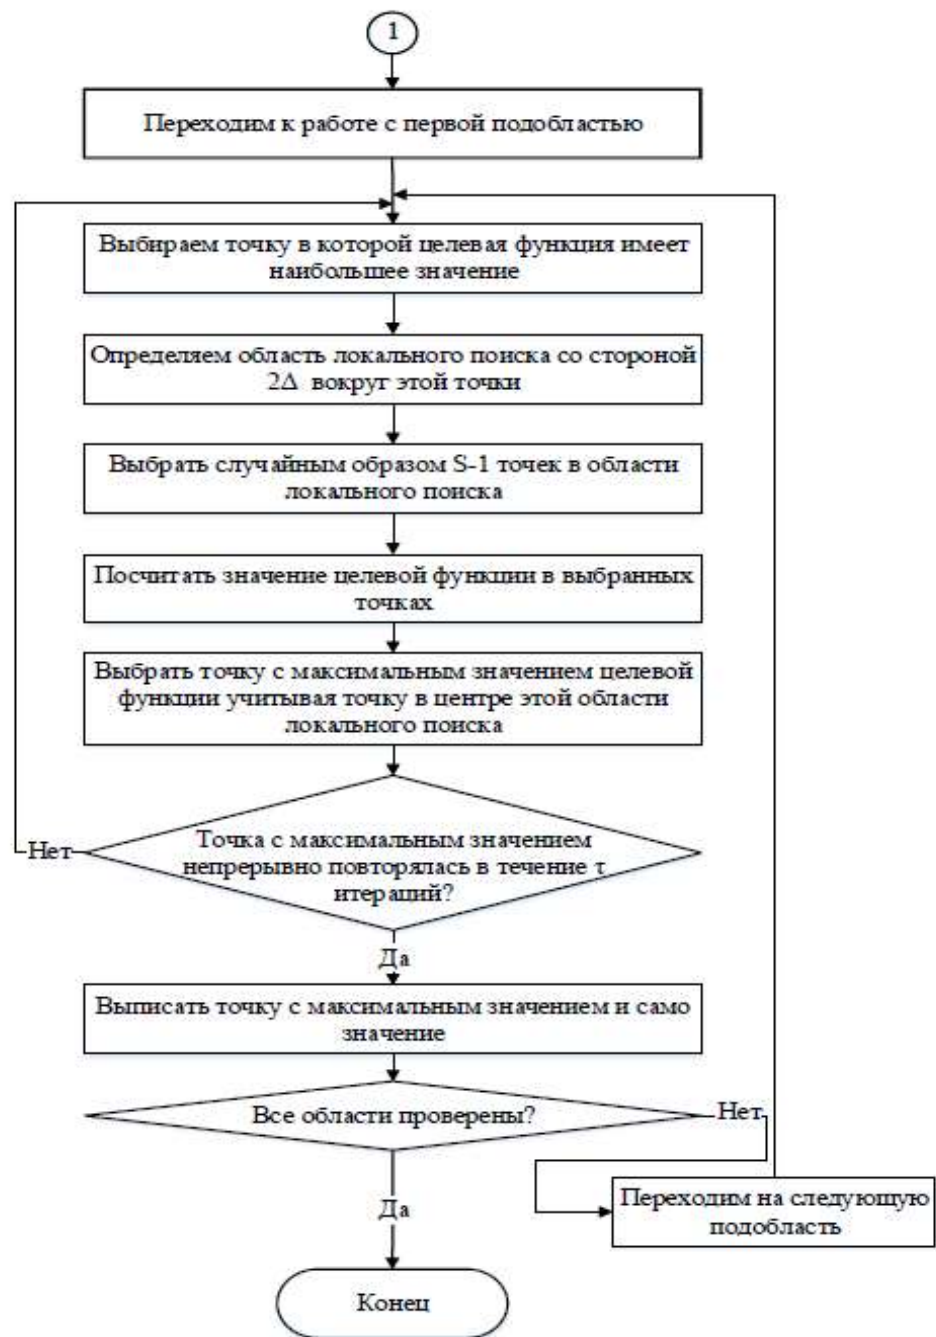 1
Переходим к работе с первой подобластью
Выбираем точку в которой целевая функция имеет
наибольшее значение
Определяем область локального поиска со стороной
2Δ вокруг этой точки
Выбрать случайным образом S-1 точек в области
локального поиска
Посчитать значение целевой функции в выбранных
точках
Выбрать точку с максимальным значением целевой
функции учитывая точку в центре этой области
локального поиска
Точка с максимальным значением
непрерывно повторялась в течение τ
итераций?
Нет
Да
Выписать точку с максимальным значением и само
значение
Все области проверены?
Нет
Переходим на следующую
подобласть
Да
Конец